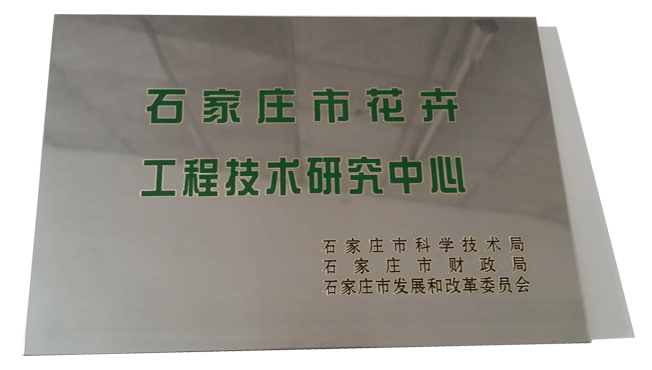 石家庄市花卉
工程技术研究中心
石家庄市科学技术局
石家庄市财政局
石家庄市发展和改革委员会